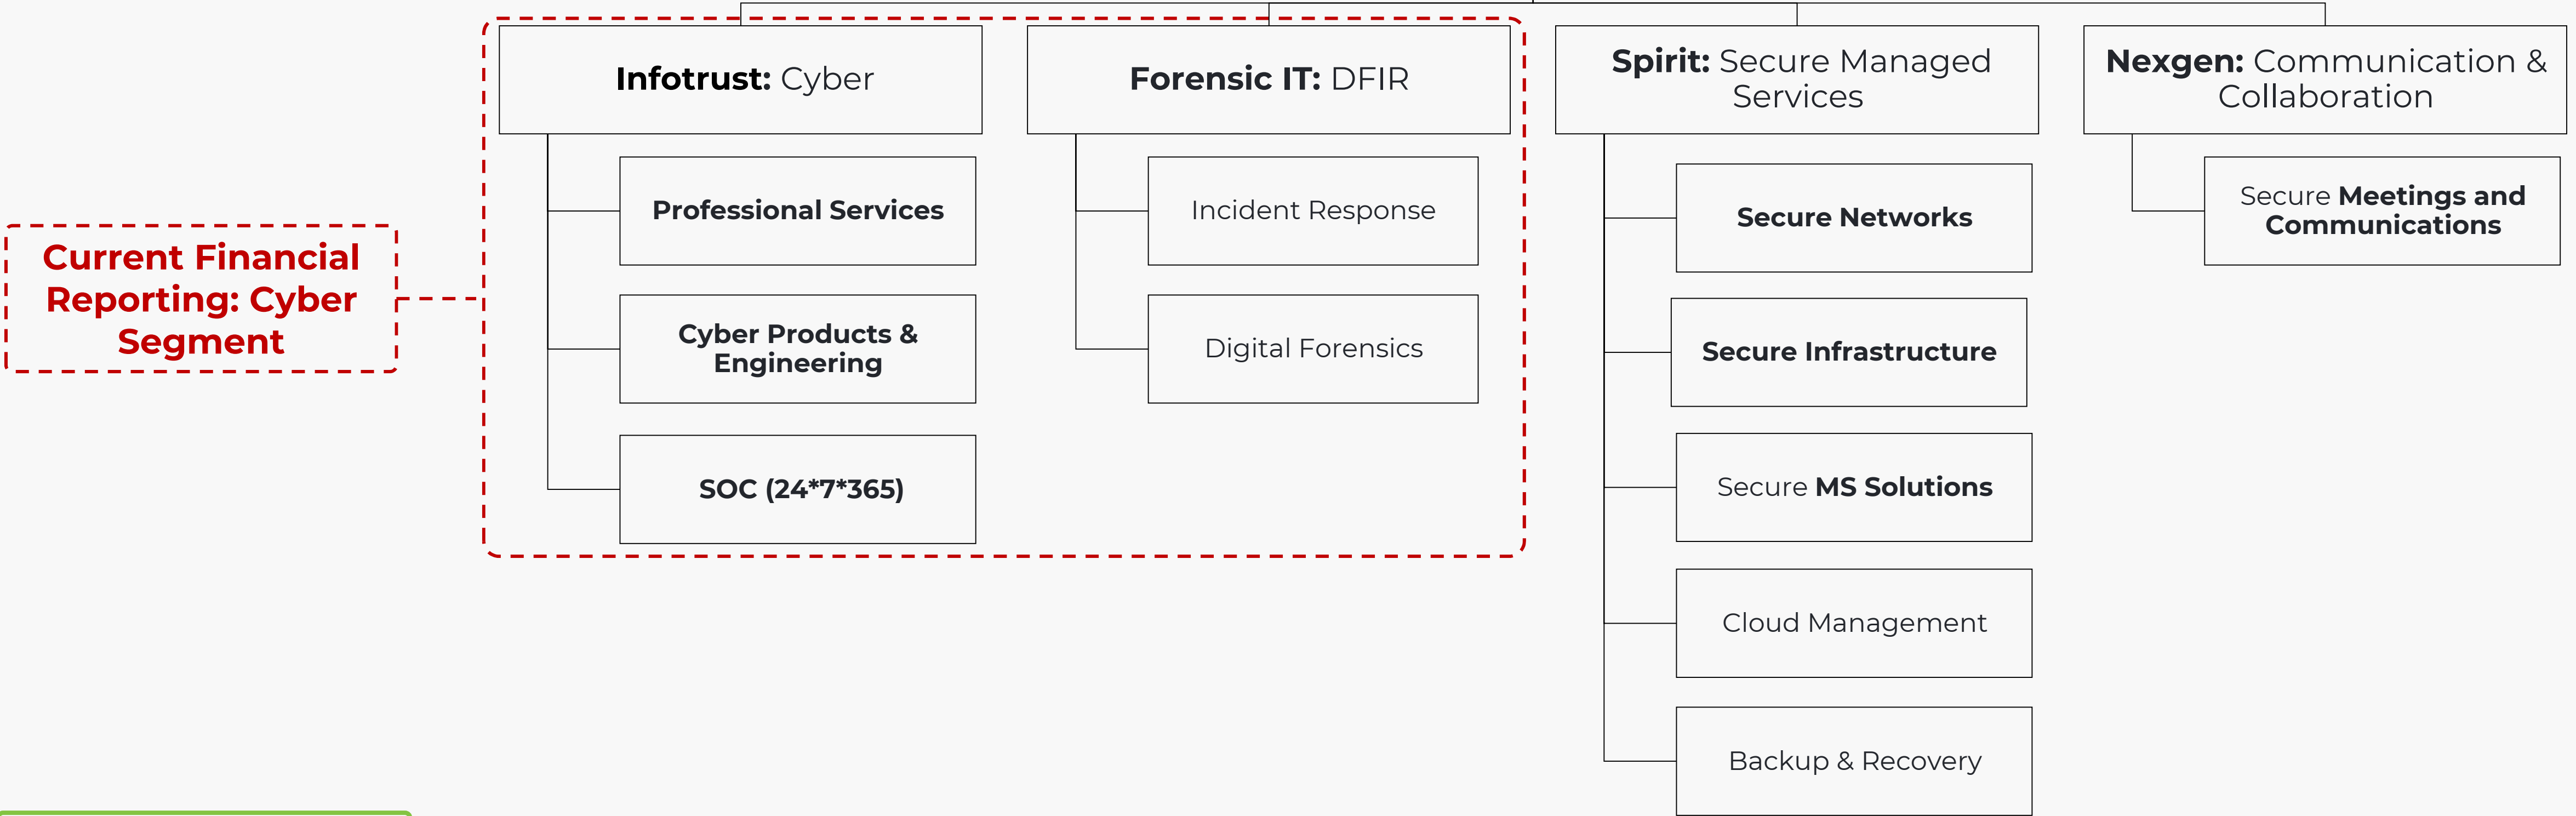 Infotrust: Cyber
Forensic IT: DFIR
Spirit: Secure Managed
Services
Nexgen: Communication &
Collaboration
Current Financial
Reporting: Cyber
Segment
Professional Services
Cyber Products &
Engineering
SOC (24*7*365)
Incident Response
Digital Forensics
Secure Networks
Secure Infrastructure
Secure MS Solutions
Cloud Management
Backup & Recovery
Secure Meetings and
Communications